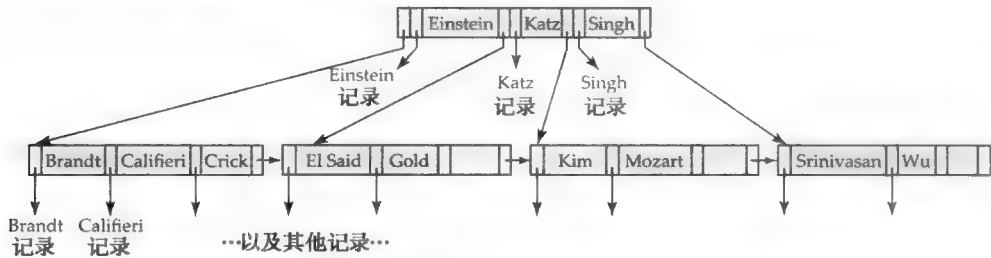 Einstein Katz Singh
Einstein
记录
Katz
记录
Singh
记录
Brandt Califieri Crick El Said Gold Kim Mozart Srinivasan Wu
Brandt
记录
Califieri
记录
…以及其他记录…